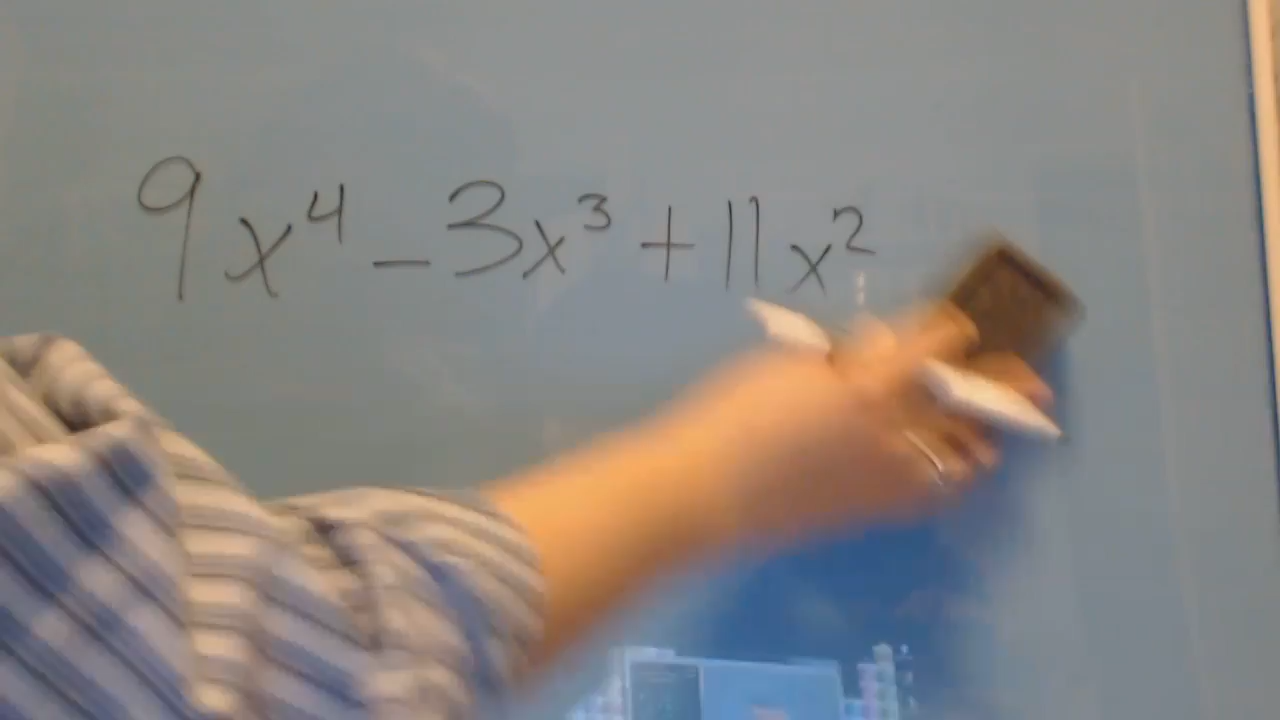 9x⁴ - 3x³ + 11x²